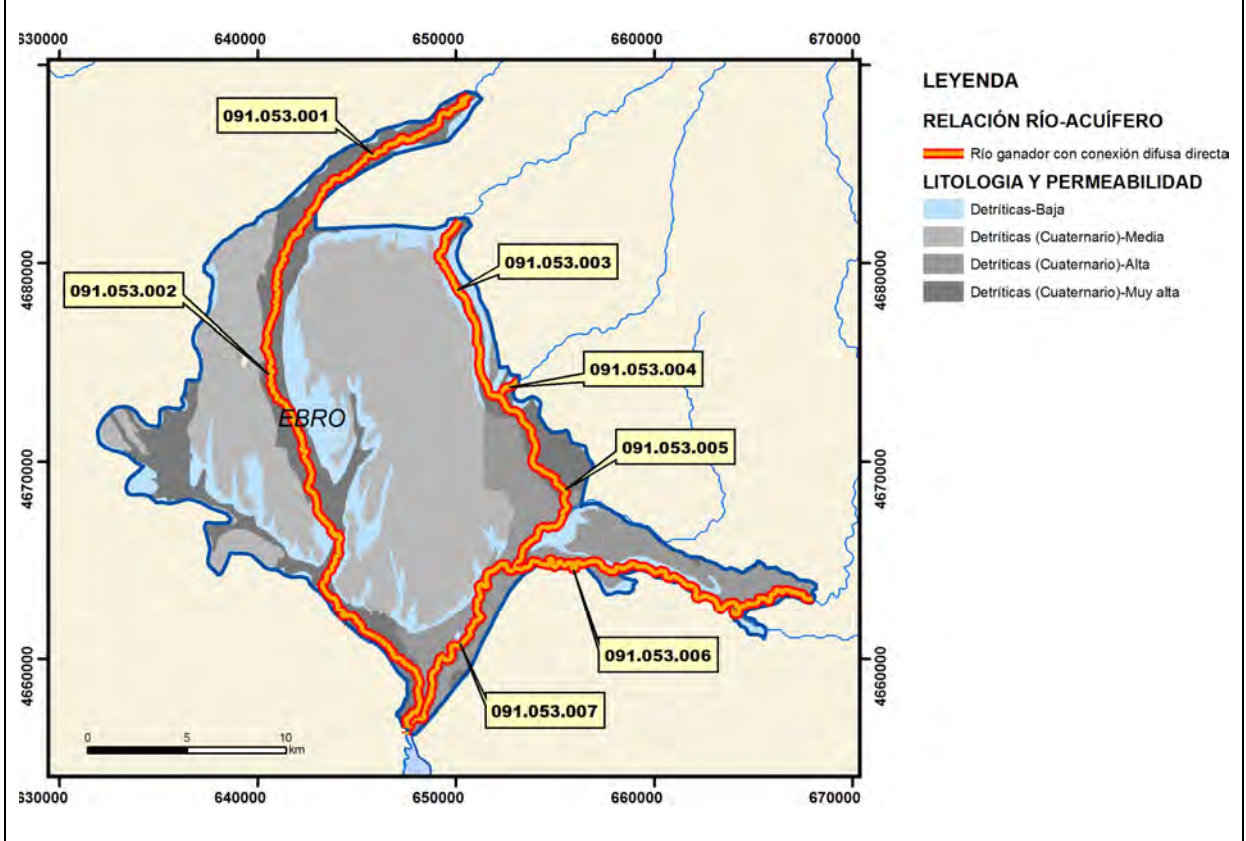 630000 640000 650000 660000 670000
LEYENDA
RELACIÓN RÍO-ACUÍFERO
Río ganador con conexión difusa directa
LITOLOGIA Y PERMEABILIDAD
Detríticas-Baja
Detríticas (Cuaternario)-Media
Detríticas (Cuaternario)-Alta
Detríticas (Cuaternario)-Muy alta
091.053.001
091.053.003
091.053.002
091.053.004
EBRO
091.053.005
091.053.006
091.053.007
4680000 4680000
4670000 4670000
4660000 4660000
0 5 10
km
630000 640000 650000 660000 670000